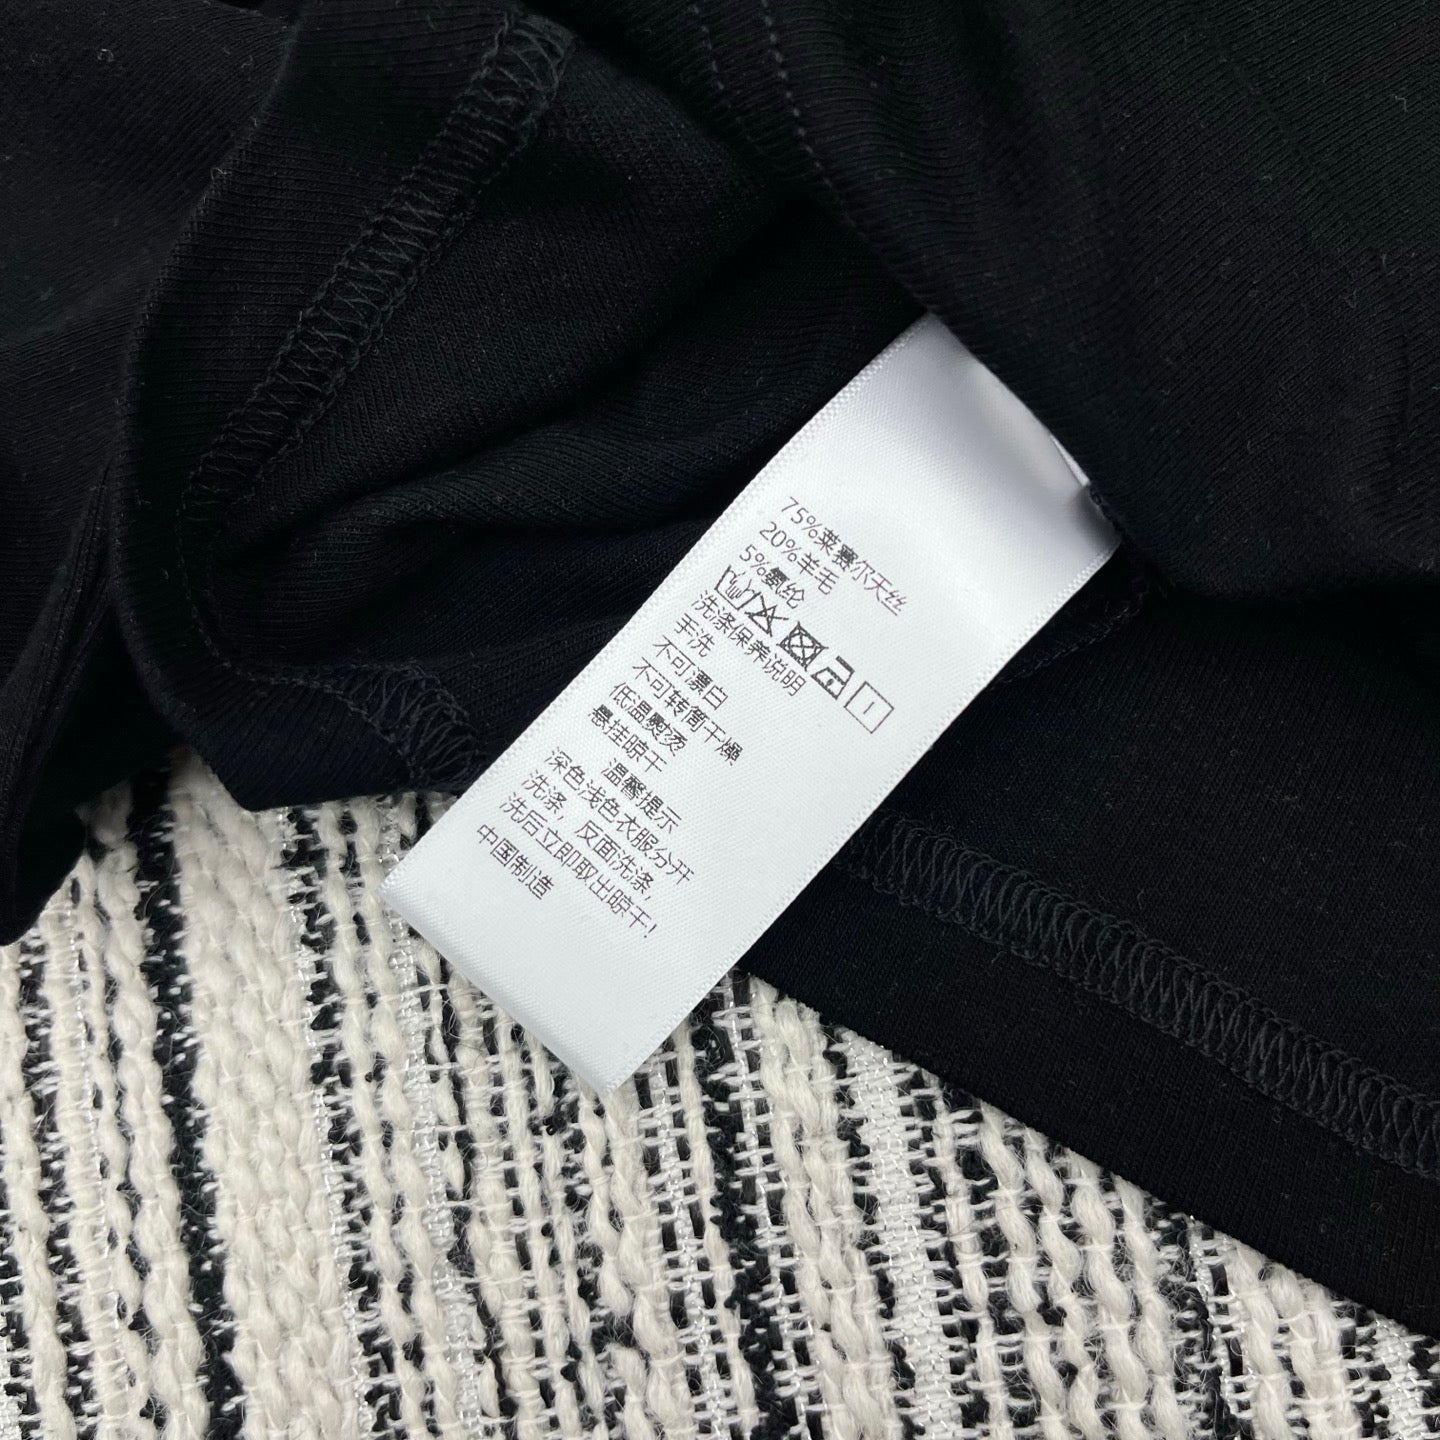 75%莱赛尔天丝
20%羊毛
5%氨纶
洗涤保养说明
手洗
不可漂白
不可转筒干燥
低温熨烫
悬挂晾干
温馨提示
深色浅色衣服分开
洗涤，反面洗涤，
洗后立即取出晾干！
中国制造